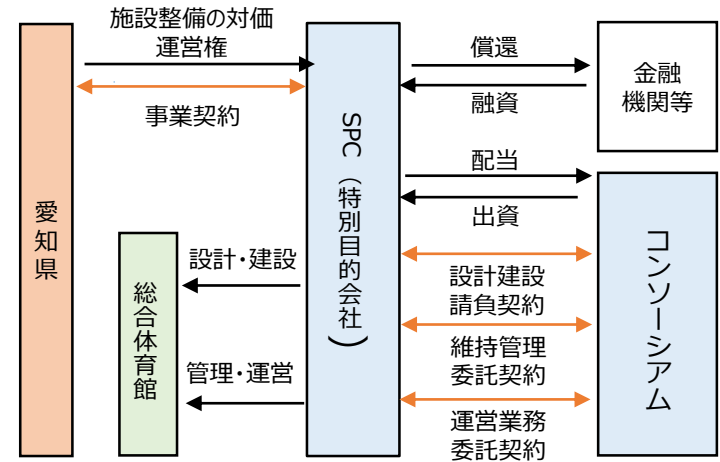 施設整備の対価
運営権
事業契約
愛知県
総合体育館
設計・建設
管理・運営
SPC（特別目的会社）
償還
融資
金融
機関等
配当
出資
設計建設
請負契約
維持管理
委託契約
運営業務
委託契約
コンソーシアム